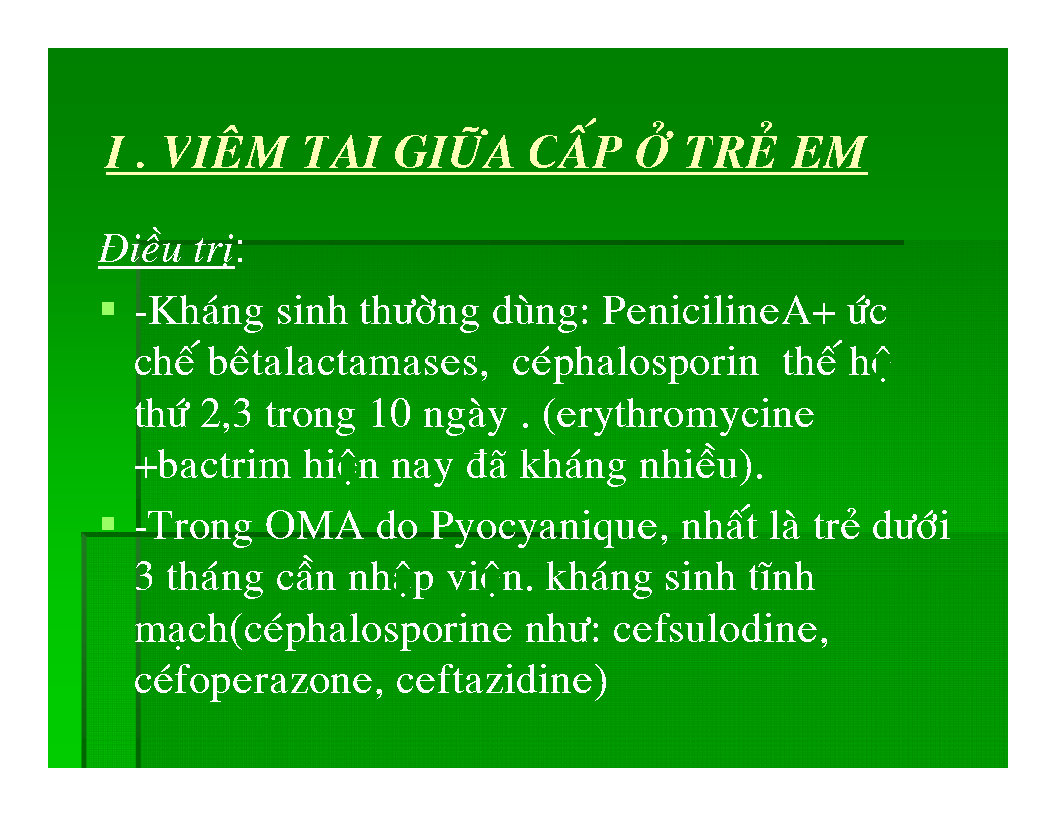 I . VIÊM TAI GIỮA CẤP Ở TRẺ EM
Điều trị:
-Kháng sinh thường dùng: PenicilineA+ ức
chế bêtalactamases, céphalosporin thế hệ
thứ 2,3 trong 10 ngày . (erythromycine
+bactrim hiện nay đã kháng nhiều).
-Trong OMA do Pyocyanique, nhất là trẻ dưới
3 tháng cần nhập viện. kháng sinh tĩnh
mạch(céphalosporine như: cefsulodine,
céfoperazone, ceftazidine)